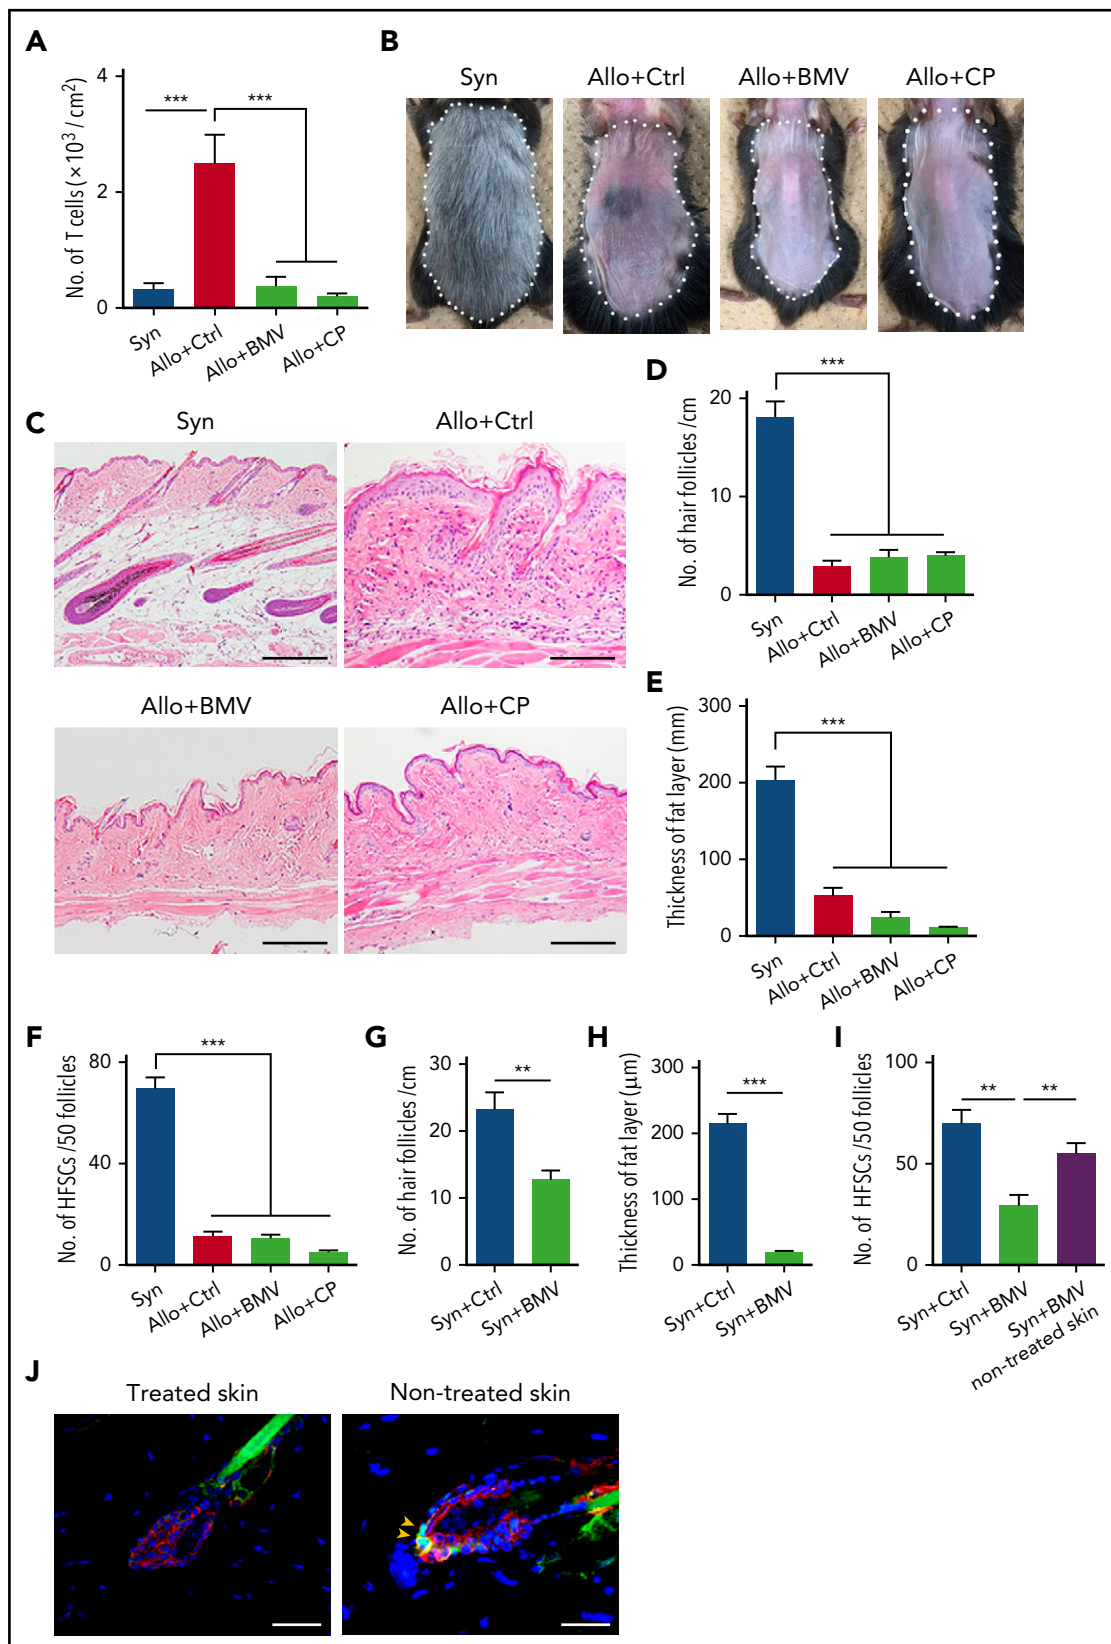 A
No. of T cells (×10³ / cm²)
4
2
0
***
***
Syn
Allo+Ctrl
Allo+BMV
Allo+CP
B
Syn
Allo+Ctrl
Allo+BMV
Allo+CP
C
Syn
Allo+Ctrl
Allo+BMV
Allo+CP
D
No. of hair follicles /cm
20
10
0
***
Syn
Allo+Ctrl
Allo+BMV
Allo+CP
E
Thickness of fat layer (mm)
300
200
100
0
***
Syn
Allo+Ctrl
Allo+BMV
Allo+CP
F
No. of HFSCs /50 follicles
80
40
0
***
Syn
Allo+Ctrl
Allo+BMV
Allo+CP
G
No. of hair follicles /cm
30
20
10
0
**
Syn+Ctrl
Syn+BMV
H
Thickness of fat layer (μm)
300
200
100
0
***
Syn+Ctrl
Syn+BMV
I
No. of HFSCs /50 follicles
100
50
0
**
**
Syn+Ctrl
Syn+BMV
Syn+BMV
non-treated skin
J
Treated skin
Non-treated skin